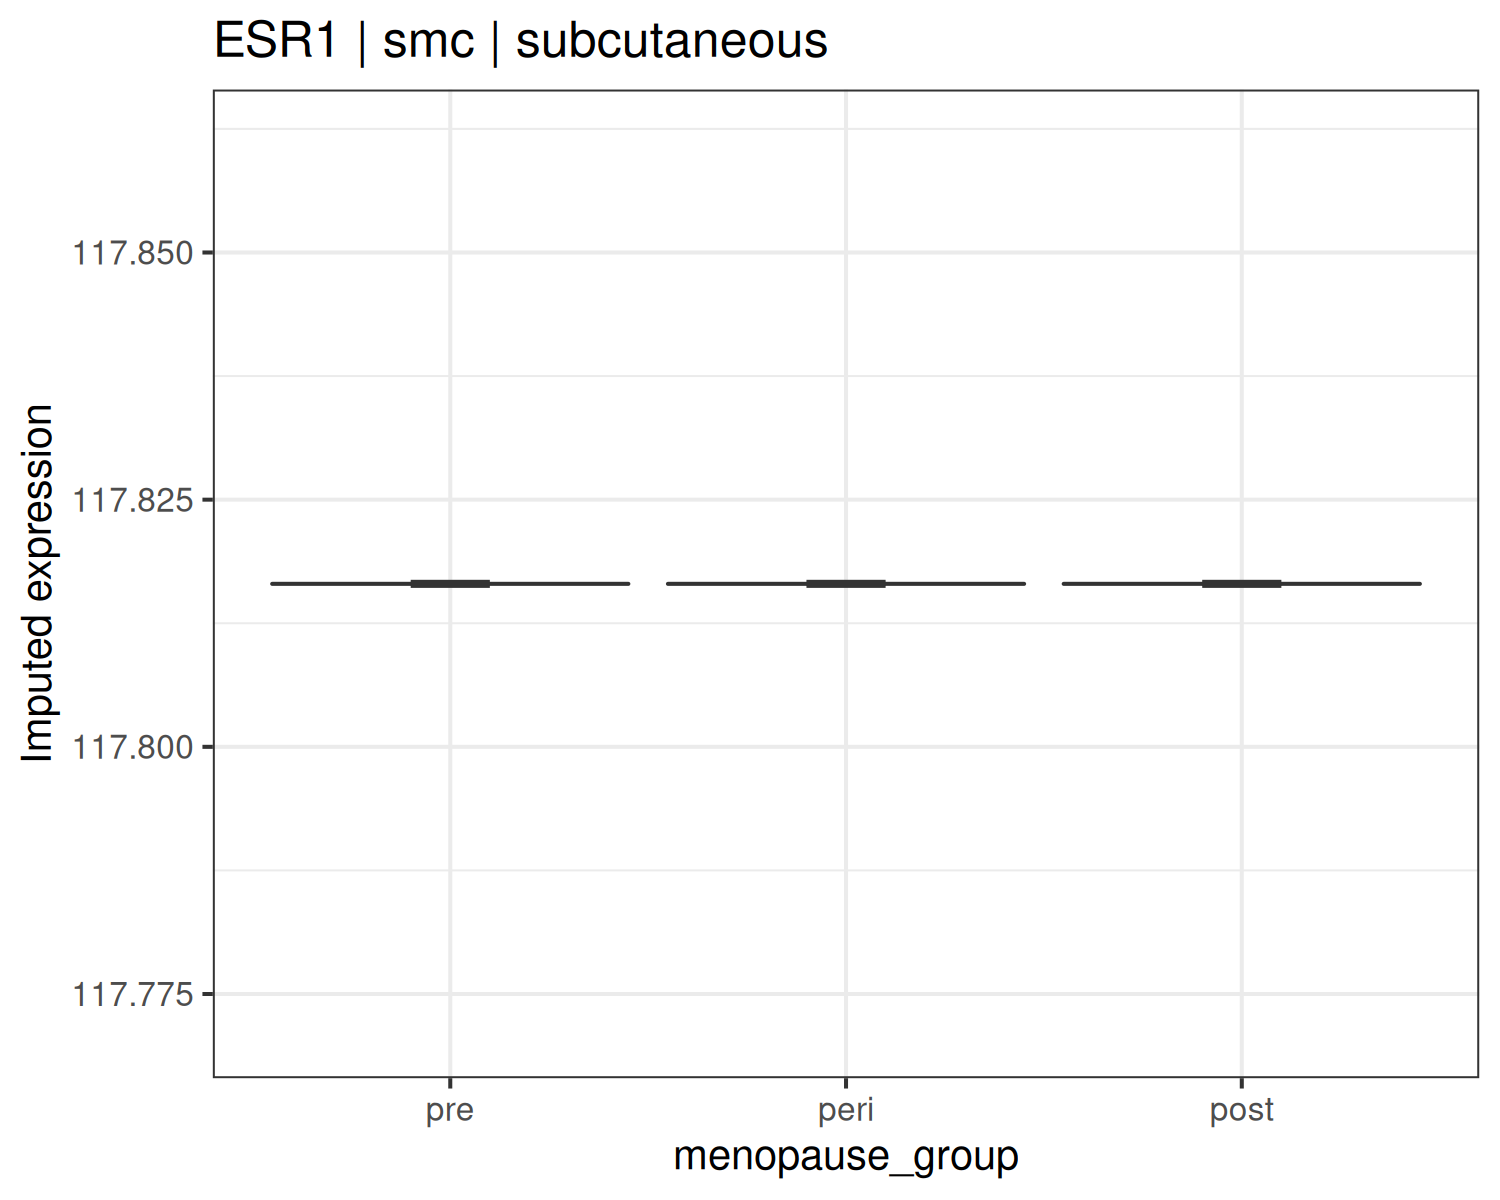 ESR1 | smc | subcutaneous
Imputed expression
117.850
117.825
117.800
117.775
pre peri post
menopause_group